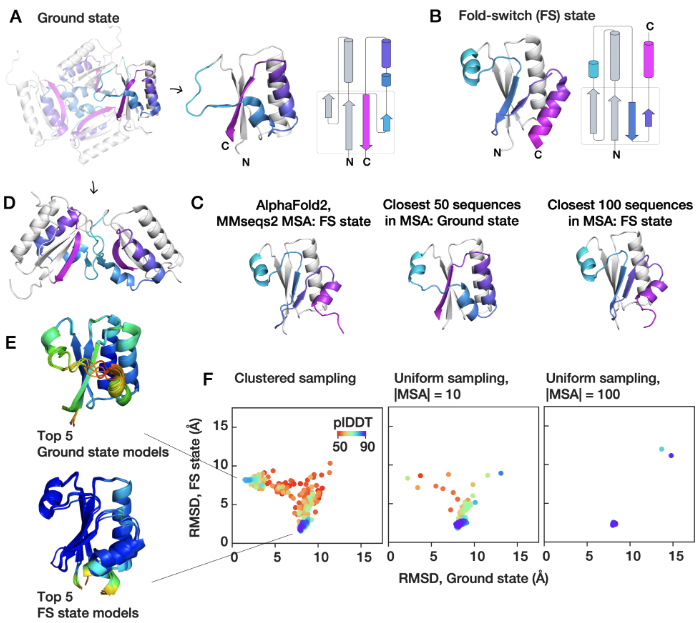 A
Ground state
C
N
N C
B
Fold-switch (FS) state
N
C
C
N
D
C
AlphaFold2,
MMseqs2 MSA: FS state
Closest 50 sequences
in MSA: Ground state
Closest 100 sequences
in MSA: FS state
E
Top 5
Ground state models
Top 5
FS state models
F
Clustered sampling
Uniform sampling,
|MSA| = 10
Uniform sampling,
|MSA| = 100
plDDT
50 90
RMSD, FS state (Å)
15
10
5
0
0 5 10 15
0 5 10 15
0 5 10 15
RMSD, Ground state (Å)